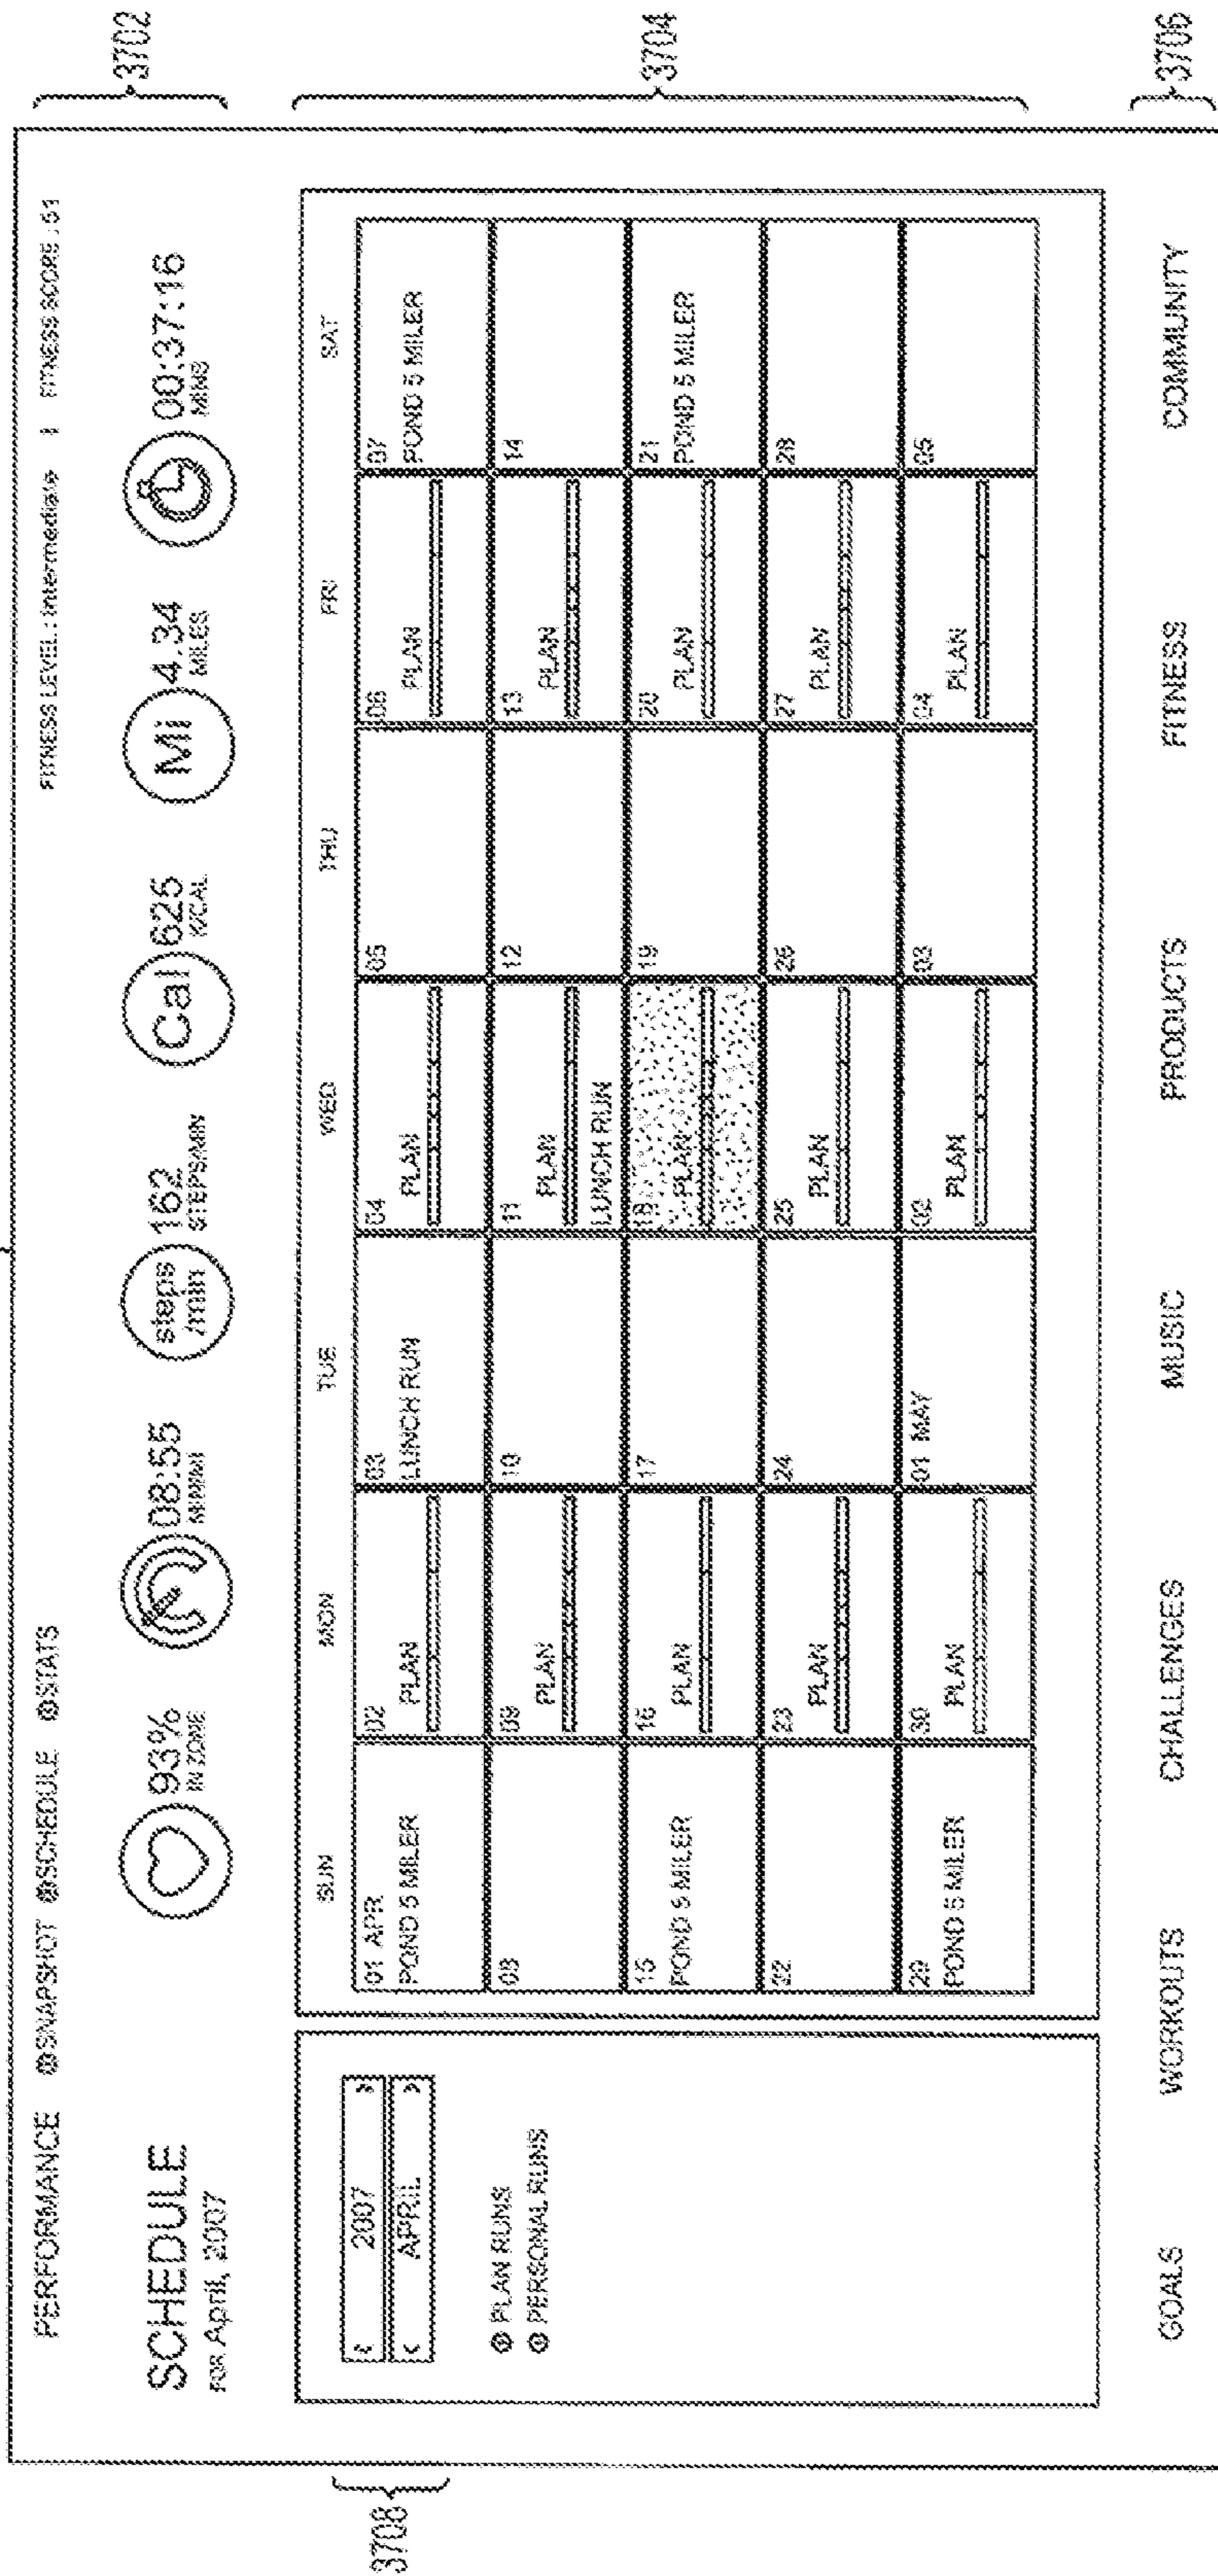 3702
PERFORMANCE SNAPSHOT SCHEDULE STATS FITNESS LEVEL: Intermediate | FITNESS SCORE: 51
SCHEDULE
FOR April, 2007
93%
IN ZONE
08:55
MIN/MI
steps
/min
162
STEPS/MIN
Cal
625
KCAL
Mi
4.34
MILES
00:37:16
MINS
3708
< 2007 >
< APRIL >
PLAN RUNS
PERSONAL RUNS
3704
SUN MON TUE WED THU FRI SAT
01 APR 02 03 04 05 06 07
POND 5 MILER PLAN LUNCH RUN PLAN PLAN POND 5 MILER
08 09 10 11 12 13 14
PLAN PLAN PLAN
LUNCH RUN
15 16 17 18 19 20 21
POND 5 MILER PLAN PLAN PLAN POND 5 MILER
22 23 24 25 26 27 28
PLAN PLAN PLAN
29 30 01 MAY 02 03 04 05
POND 5 MILER PLAN PLAN PLAN
GOALS WORKOUTS CHALLENGES MUSIC PRODUCTS FITNESS COMMUNITY
3706